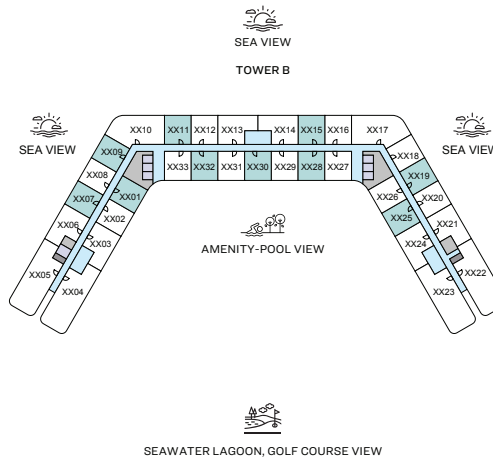 SEA VIEW
TOWER B
SEA VIEW
SEA VIEW
XX10
XX11
XX12
XX13
XX14
XX15
XX16
XX17
XX09
XX33
XX32
XX31
XX30
XX29
XX28
XX27
XX18
XX08
XX01
XX26
XX19
XX07
XX02
XX25
XX20
XX06
XX03
XX24
XX21
XX05
XX04
XX23
XX22
AMENITY-POOL VIEW
SEAWATER LAGOON, GOLF COURSE VIEW